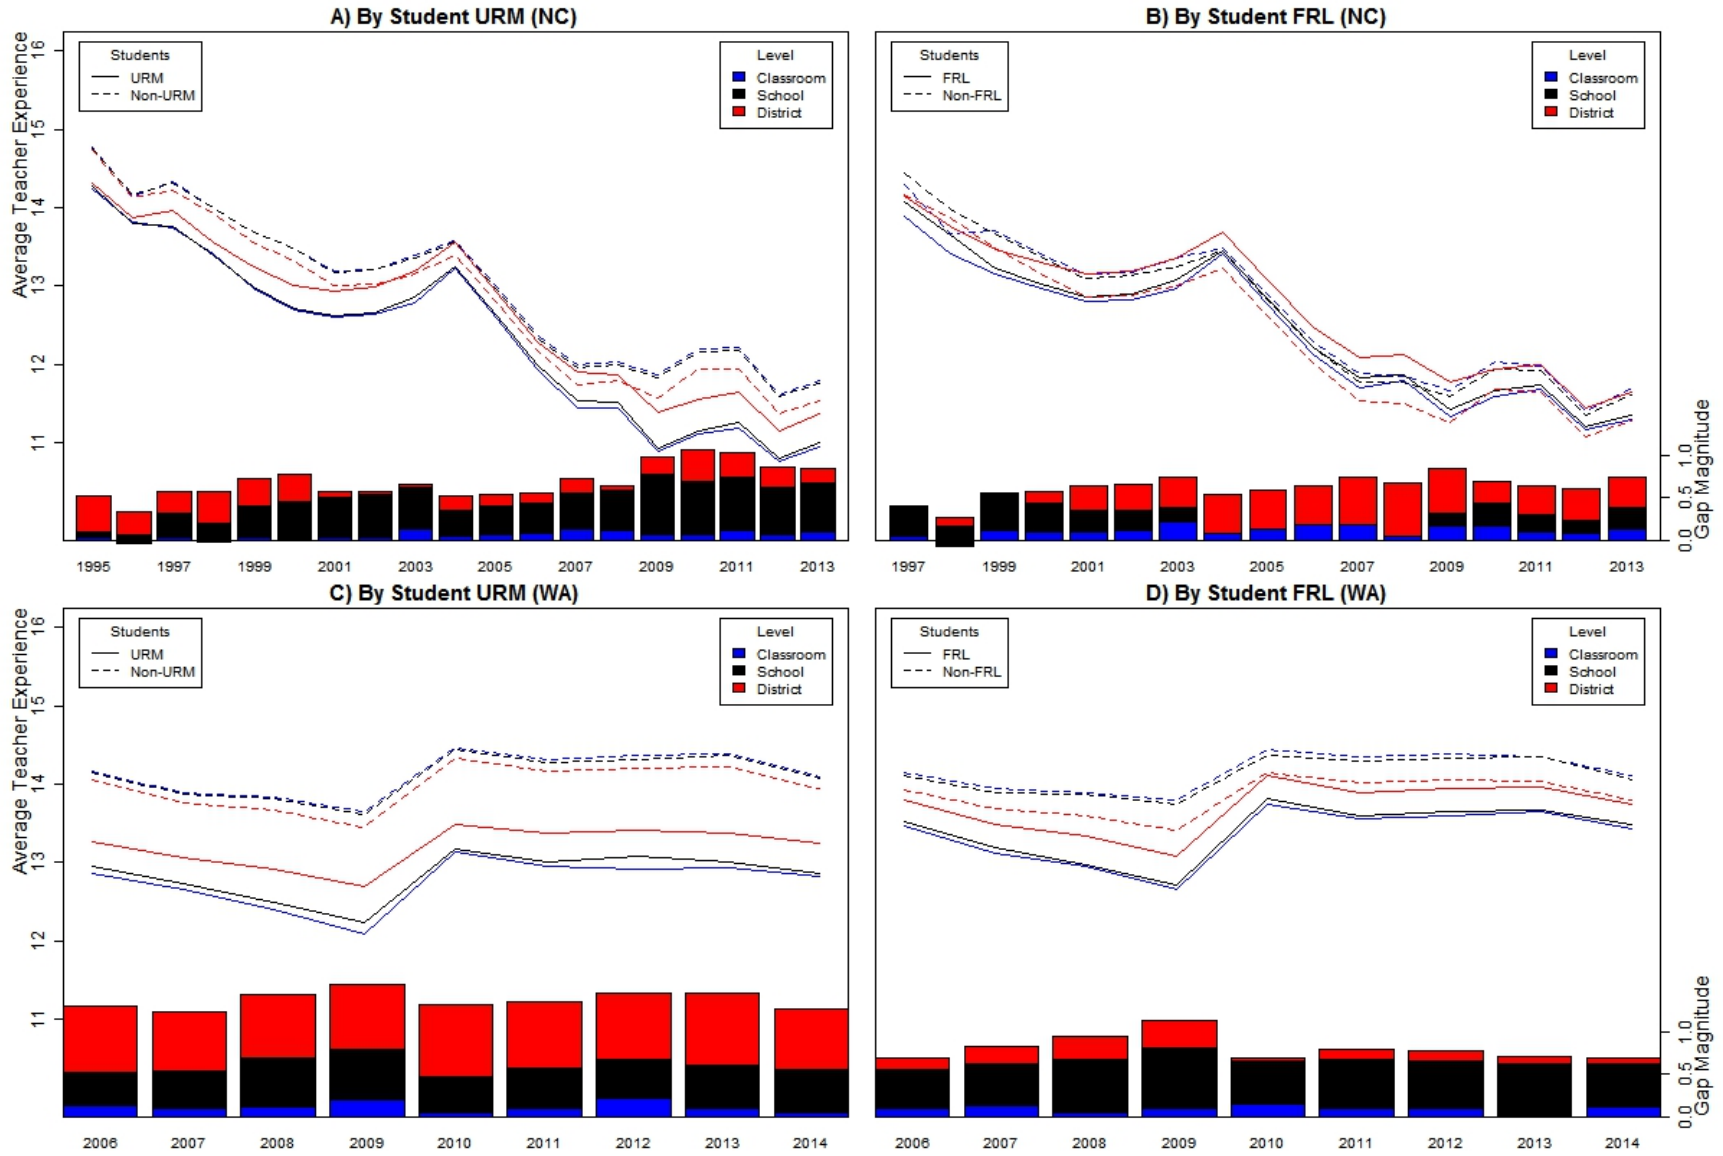 A) By Student URM (NC)
Average Teacher Experience
16
15
14
13
12
11
Students
URM
Non-URM
Level
Classroom
School
District
1995 1997 1999 2001 2003 2005 2007 2009 2011 2013
B) By Student FRL (NC)
Students
FRL
Non-FRL
Level
Classroom
School
District
1.0
0.5
0.0
Gap Magnitude
1997 1999 2001 2003 2005 2007 2009 2011 2013
C) By Student URM (WA)
Average Teacher Experience
16
15
14
13
12
11
Students
URM
Non-URM
Level
Classroom
School
District
2006 2007 2008 2009 2010 2011 2012 2013 2014
D) By Student FRL (WA)
Students
FRL
Non-FRL
Level
Classroom
School
District
1.0
0.5
0.0
Gap Magnitude
2006 2007 2008 2009 2010 2011 2012 2013 2014